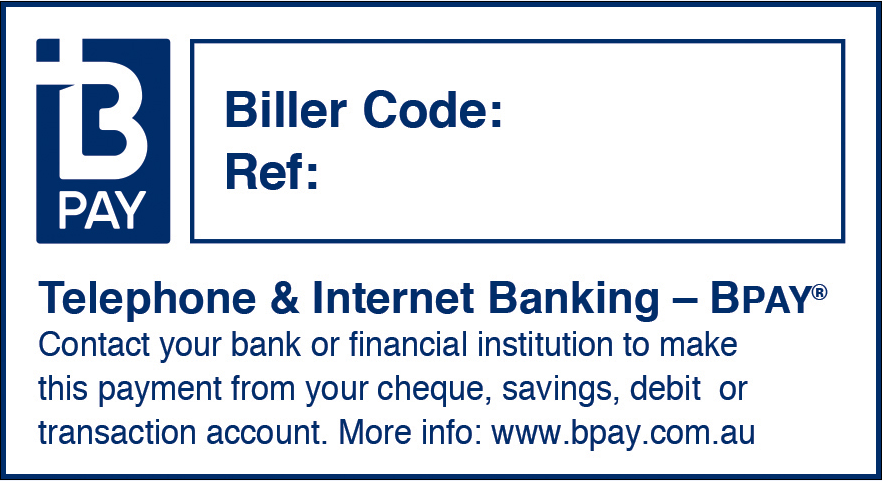 B
PAY
Biller Code:
Ref:
Telephone & Internet Banking – BPAY®
Contact your bank or financial institution to make
this payment from your cheque, savings, debit  or
transaction account. More info: www.bpay.com.au